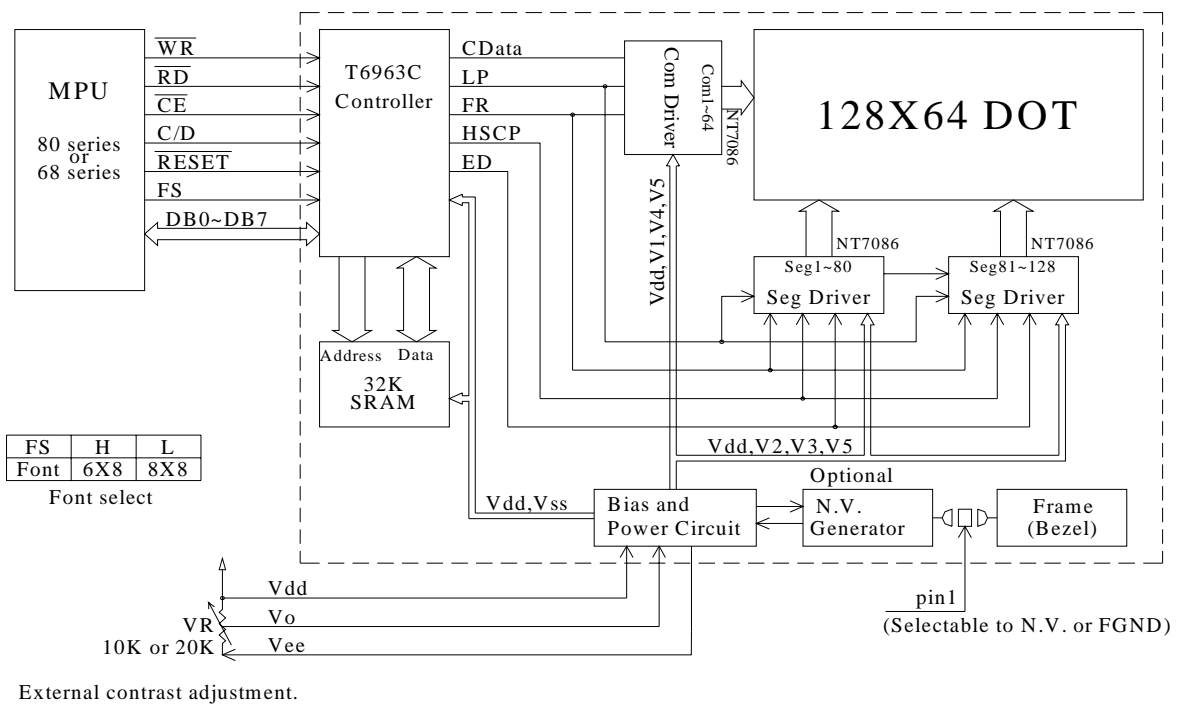 MPU
80 series
or
68 series
WR
RD
CE
C/D
RESET
FS
DB0~DB7
T6963C
Controller
CData
LP
FR
HSCP
ED
Com Driver
Com1~64
NT7086
128X64 DOT
Vdd,V1,V4,V5
NT7086
Seg1~80
Seg Driver
NT7086
Seg81~128
Seg Driver
Address Data
32K
SRAM
FS H L
Font 6X8 8X8
Font select
Vdd,V2,V3,V5
Vdd,Vss
Bias and
Power Circuit
Optional
N.V.
Generator
Frame
(Bezel)
pin1
(Selectable to N.V. or FGND)
Vdd
Vo
Vee
VR
10K or 20K
External contrast adjustment.